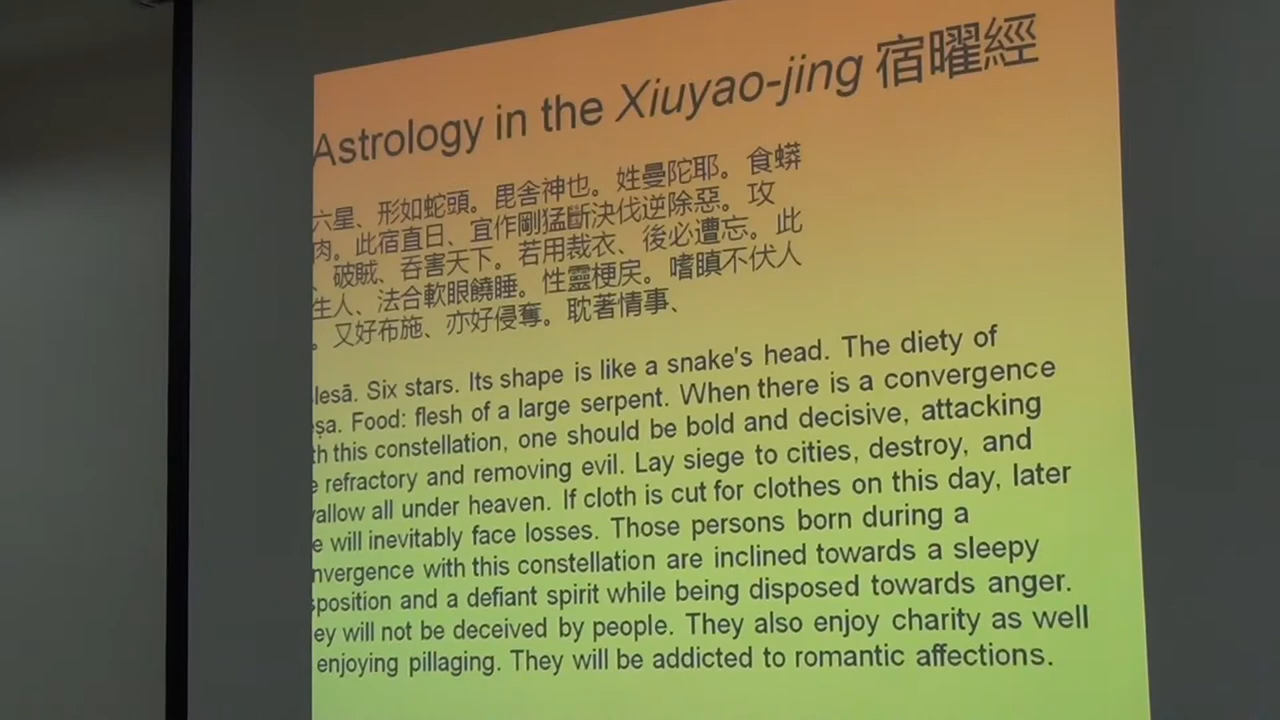 Astrology in the Xiuyao-jing 宿曜經
六星、形如蛇頭。毘舎神也。姓曼陀耶。食蟒
肉。此宿直日、宜作剛猛斷決伐逆除惡。攻
、破賊、吞害天下。若用裁衣、後必遭忘。此
生人、法合軟眼饒睡。性靈梗戾。嗜瞋不伏人
。又好布施、亦好侵奪。耽著情事、
lesā. Six stars. Its shape is like a snake's head. The diety of
ṣa. Food: flesh of a large serpent. When there is a convergence
th this constellation, one should be bold and decisive, attacking
e refractory and removing evil. Lay siege to cities, destroy, and
allow all under heaven. If cloth is cut for clothes on this day, later
e will inevitably face losses. Those persons born during a
nvergence with this constellation are inclined towards a sleepy
sposition and a defiant spirit while being disposed towards anger.
ey will not be deceived by people. They also enjoy charity as well
enjoying pillaging. They will be addicted to romantic affections.